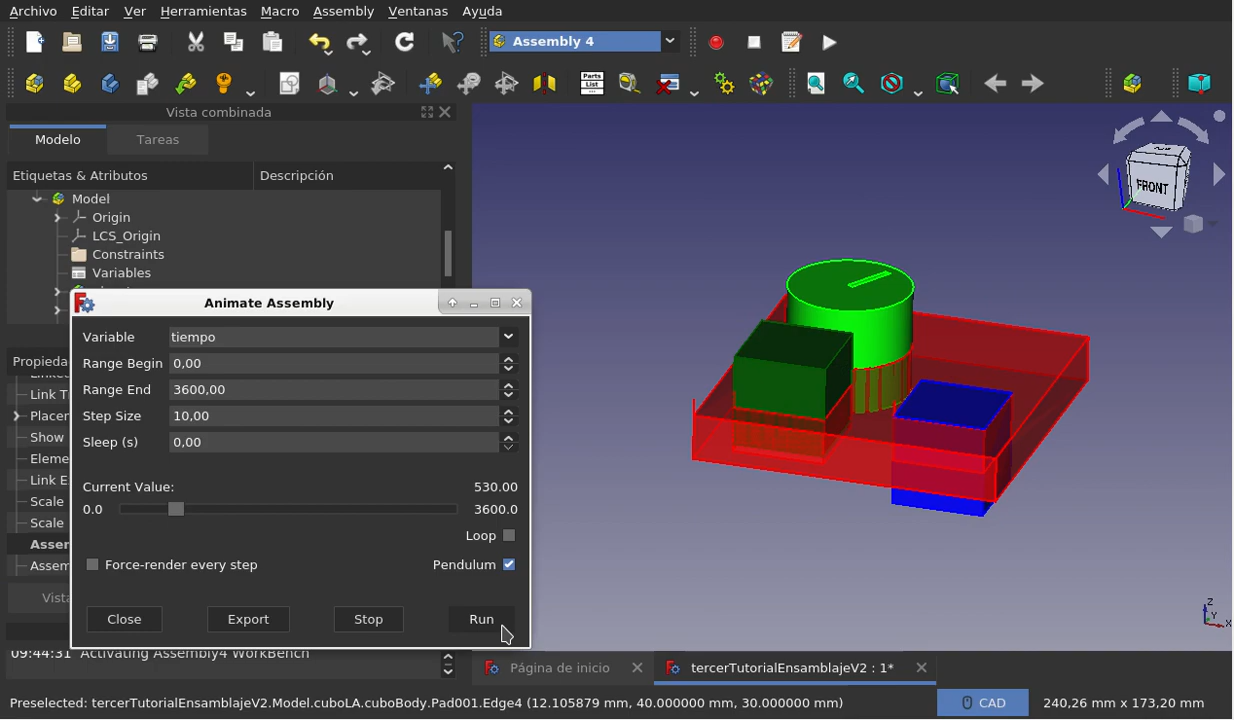 Archivo Editar Ver Herramientas Macro Assembly Ventanas Ayuda
Assembly 4
Parts List
Vista combinada
Modelo Tareas
Etiquetas & Atributos Descripción
Model
Origin
LCS_Origin
Constraints
Variables
Animate Assembly
Variable tiempo
Range Begin 0,00
Range End 3600,00
Step Size 10,00
Sleep (s) 0,00
Current Value: 530.00
0.0 3600.0
Loop
Force-render every step Pendulum
Close Export Stop Run
Propieda
Link T
Placer
Show
Eleme
Link E
Scale
Scale
Asser
Assem
Vista
09:44:31 Activating Assembly4 WorkBench
FRONT
Z
Y
X
Página de inicio tercerTutorialEnsamblajeV2 : 1*
Preselected: tercerTutorialEnsamblajeV2.Model.cuboLA.cuboBody.Pad001.Edge4 (12.105879 mm, 40.000000 mm, 30.000000 mm) CAD 240,26 mm x 173,20 mm